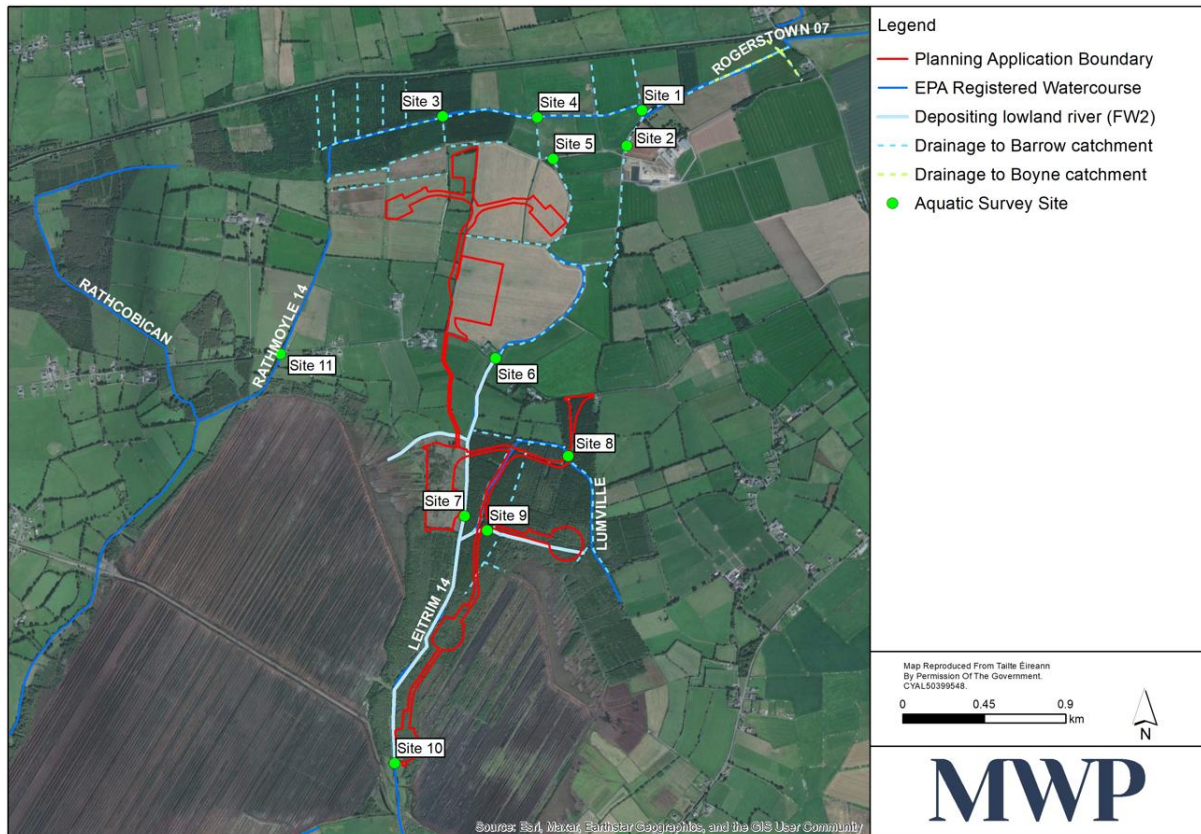 ROGERSTOWN 07
Site 1
Site 3
Site 4
Site 2
Site 5
RATHCOBICAN
RATHMOYLE 14
Site 11
Site 6
Site 8
Site 7
Site 9
LUMVILLE
LEITRIM 14
Site 10
Source: Esri, Maxar, Earthstar Geographics, and the GIS User Community
Legend
Planning Application Boundary
EPA Registered Watercourse
Depositing lowland river (FW2)
Drainage to Barrow catchment
Drainage to Boyne catchment
Aquatic Survey Site
Map Reproduced From Tailte Éireann
By Permission Of The Government.
CYAL50399548.
0 0.45 0.9
km
N
MWP